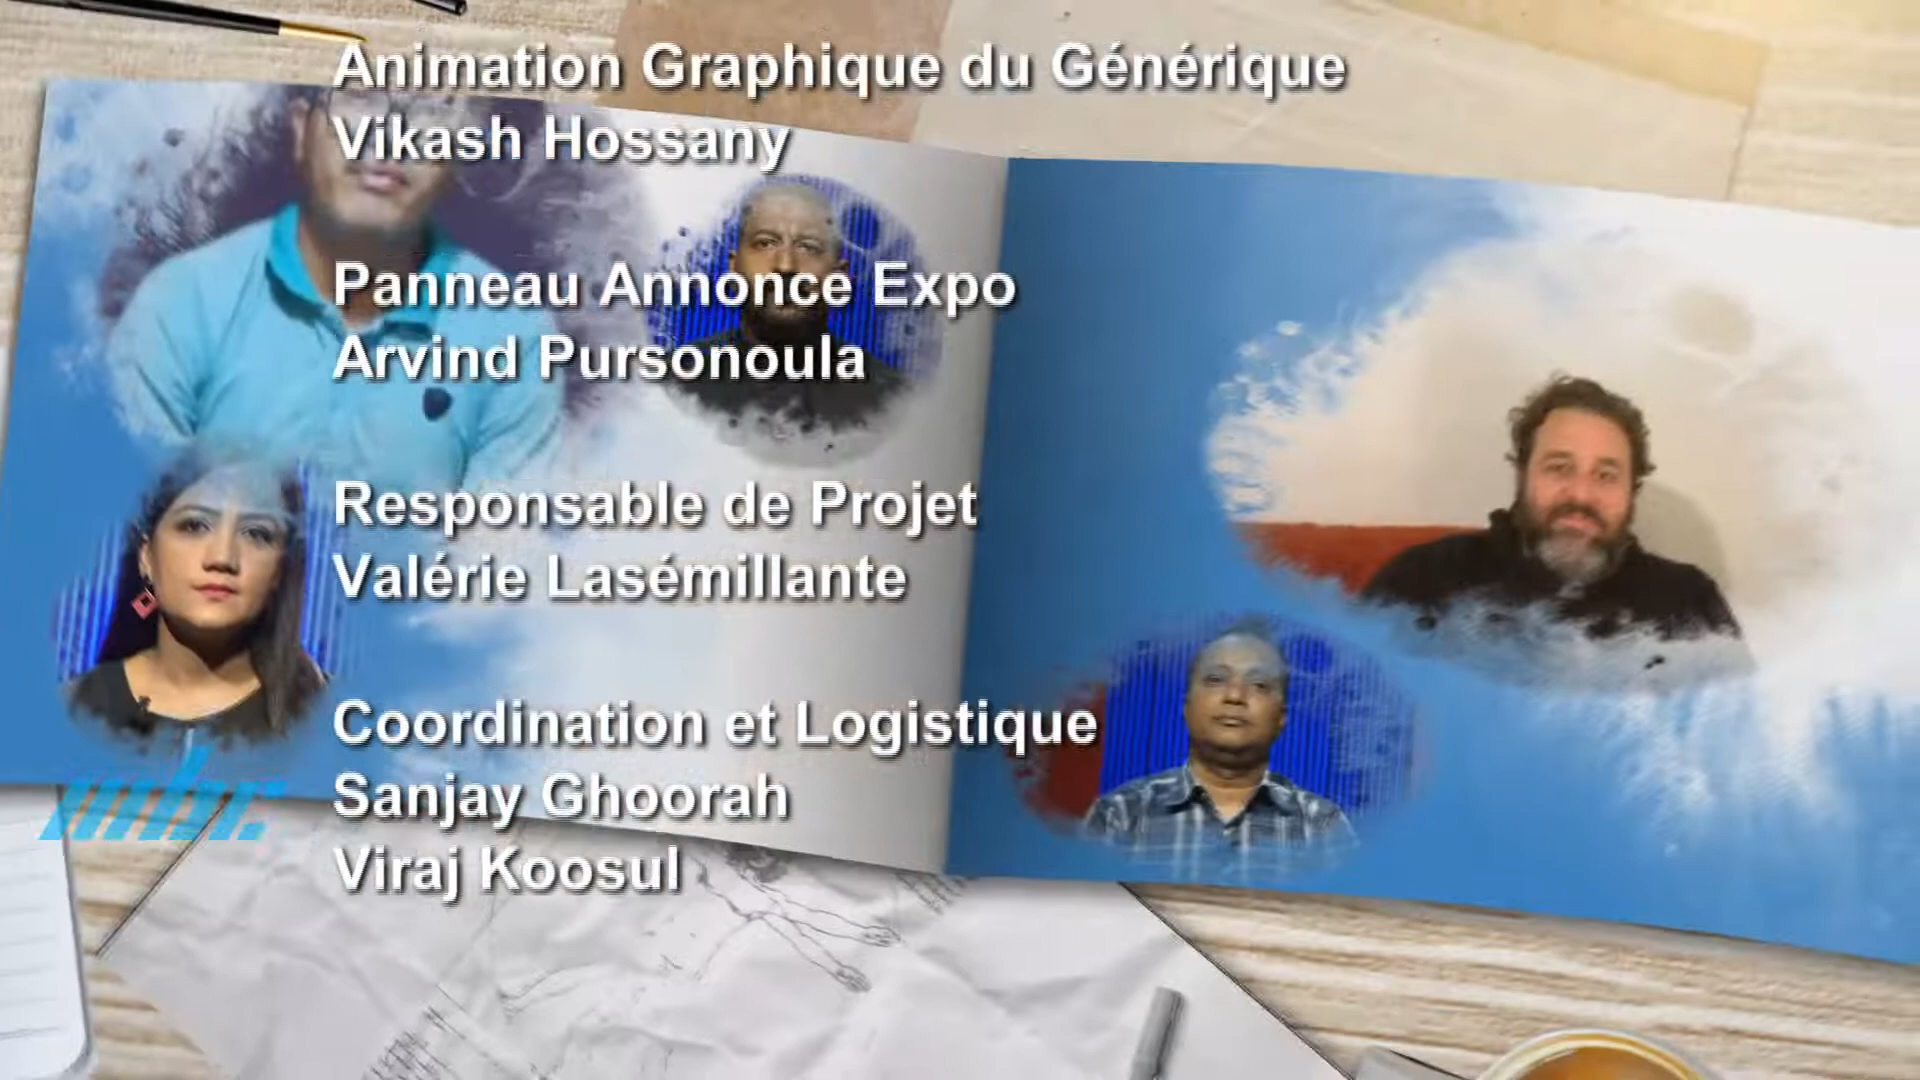 Animation Graphique du Générique
Vikash Hossany
Panneau Annonce Expo
Arvind Pursonoula
Responsable de Projet
Valérie Lasémillante
Coordination et Logistique
Sanjay Ghoorah
Viraj Koosul
mbc